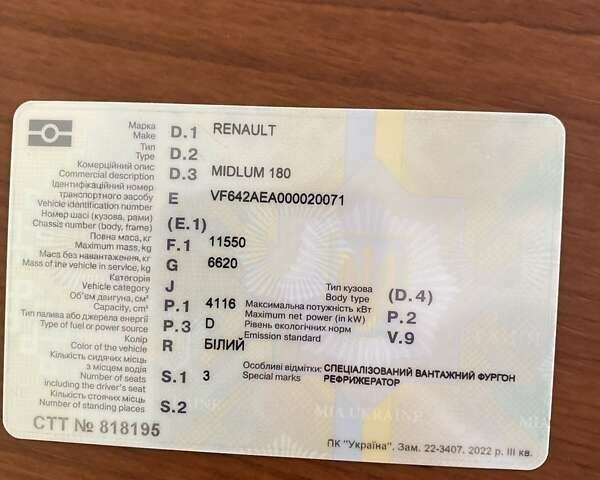 Марка
Make D.1 RENAULT
Тип
Type D.2
Комерційний опис
Commercial description D.3 MIDLUM 180
Ідентифікаційний номер
транспортного засобу
Vehicle identification number E VF642AEA000020071
Номер шасі (кузова, рами)
Chassis number (body, frame) (E.1)
Повна маса, кг
Maximum mass, kg F.1 11550
Маса без навантаження, кг
Mass of the vehicle in service, kg G 6620
Категорія
Vehicle category J
Тип кузова
Body type (D.4)
Об'єм двигуна, см³
Capacity, cm³ P.1 4116
Максимальна потужність кВт
Maximum net power (in kW) P.2
Тип палива або джерела енергії
Type of fuel or power source P.3 D
Рівень екологічних норм
Emission standard V.9
Колір
Color of the vehicle R БІЛИЙ
Кількість сидячих місць
з місцем водія
Number of seats
including the driver's seat S.1 3
Особливі відмітки: СПЕЦІАЛІЗОВАНИЙ ВАНТАЖНИЙ ФУРГОН
Special marks РЕФРИЖЕРАТОР
Кількість стоячих місць
Number of standing places S.2
MIA UKRAINE
СТТ № 818195
ПК "Україна". Зам. 22-3407. 2022 р. III кв.